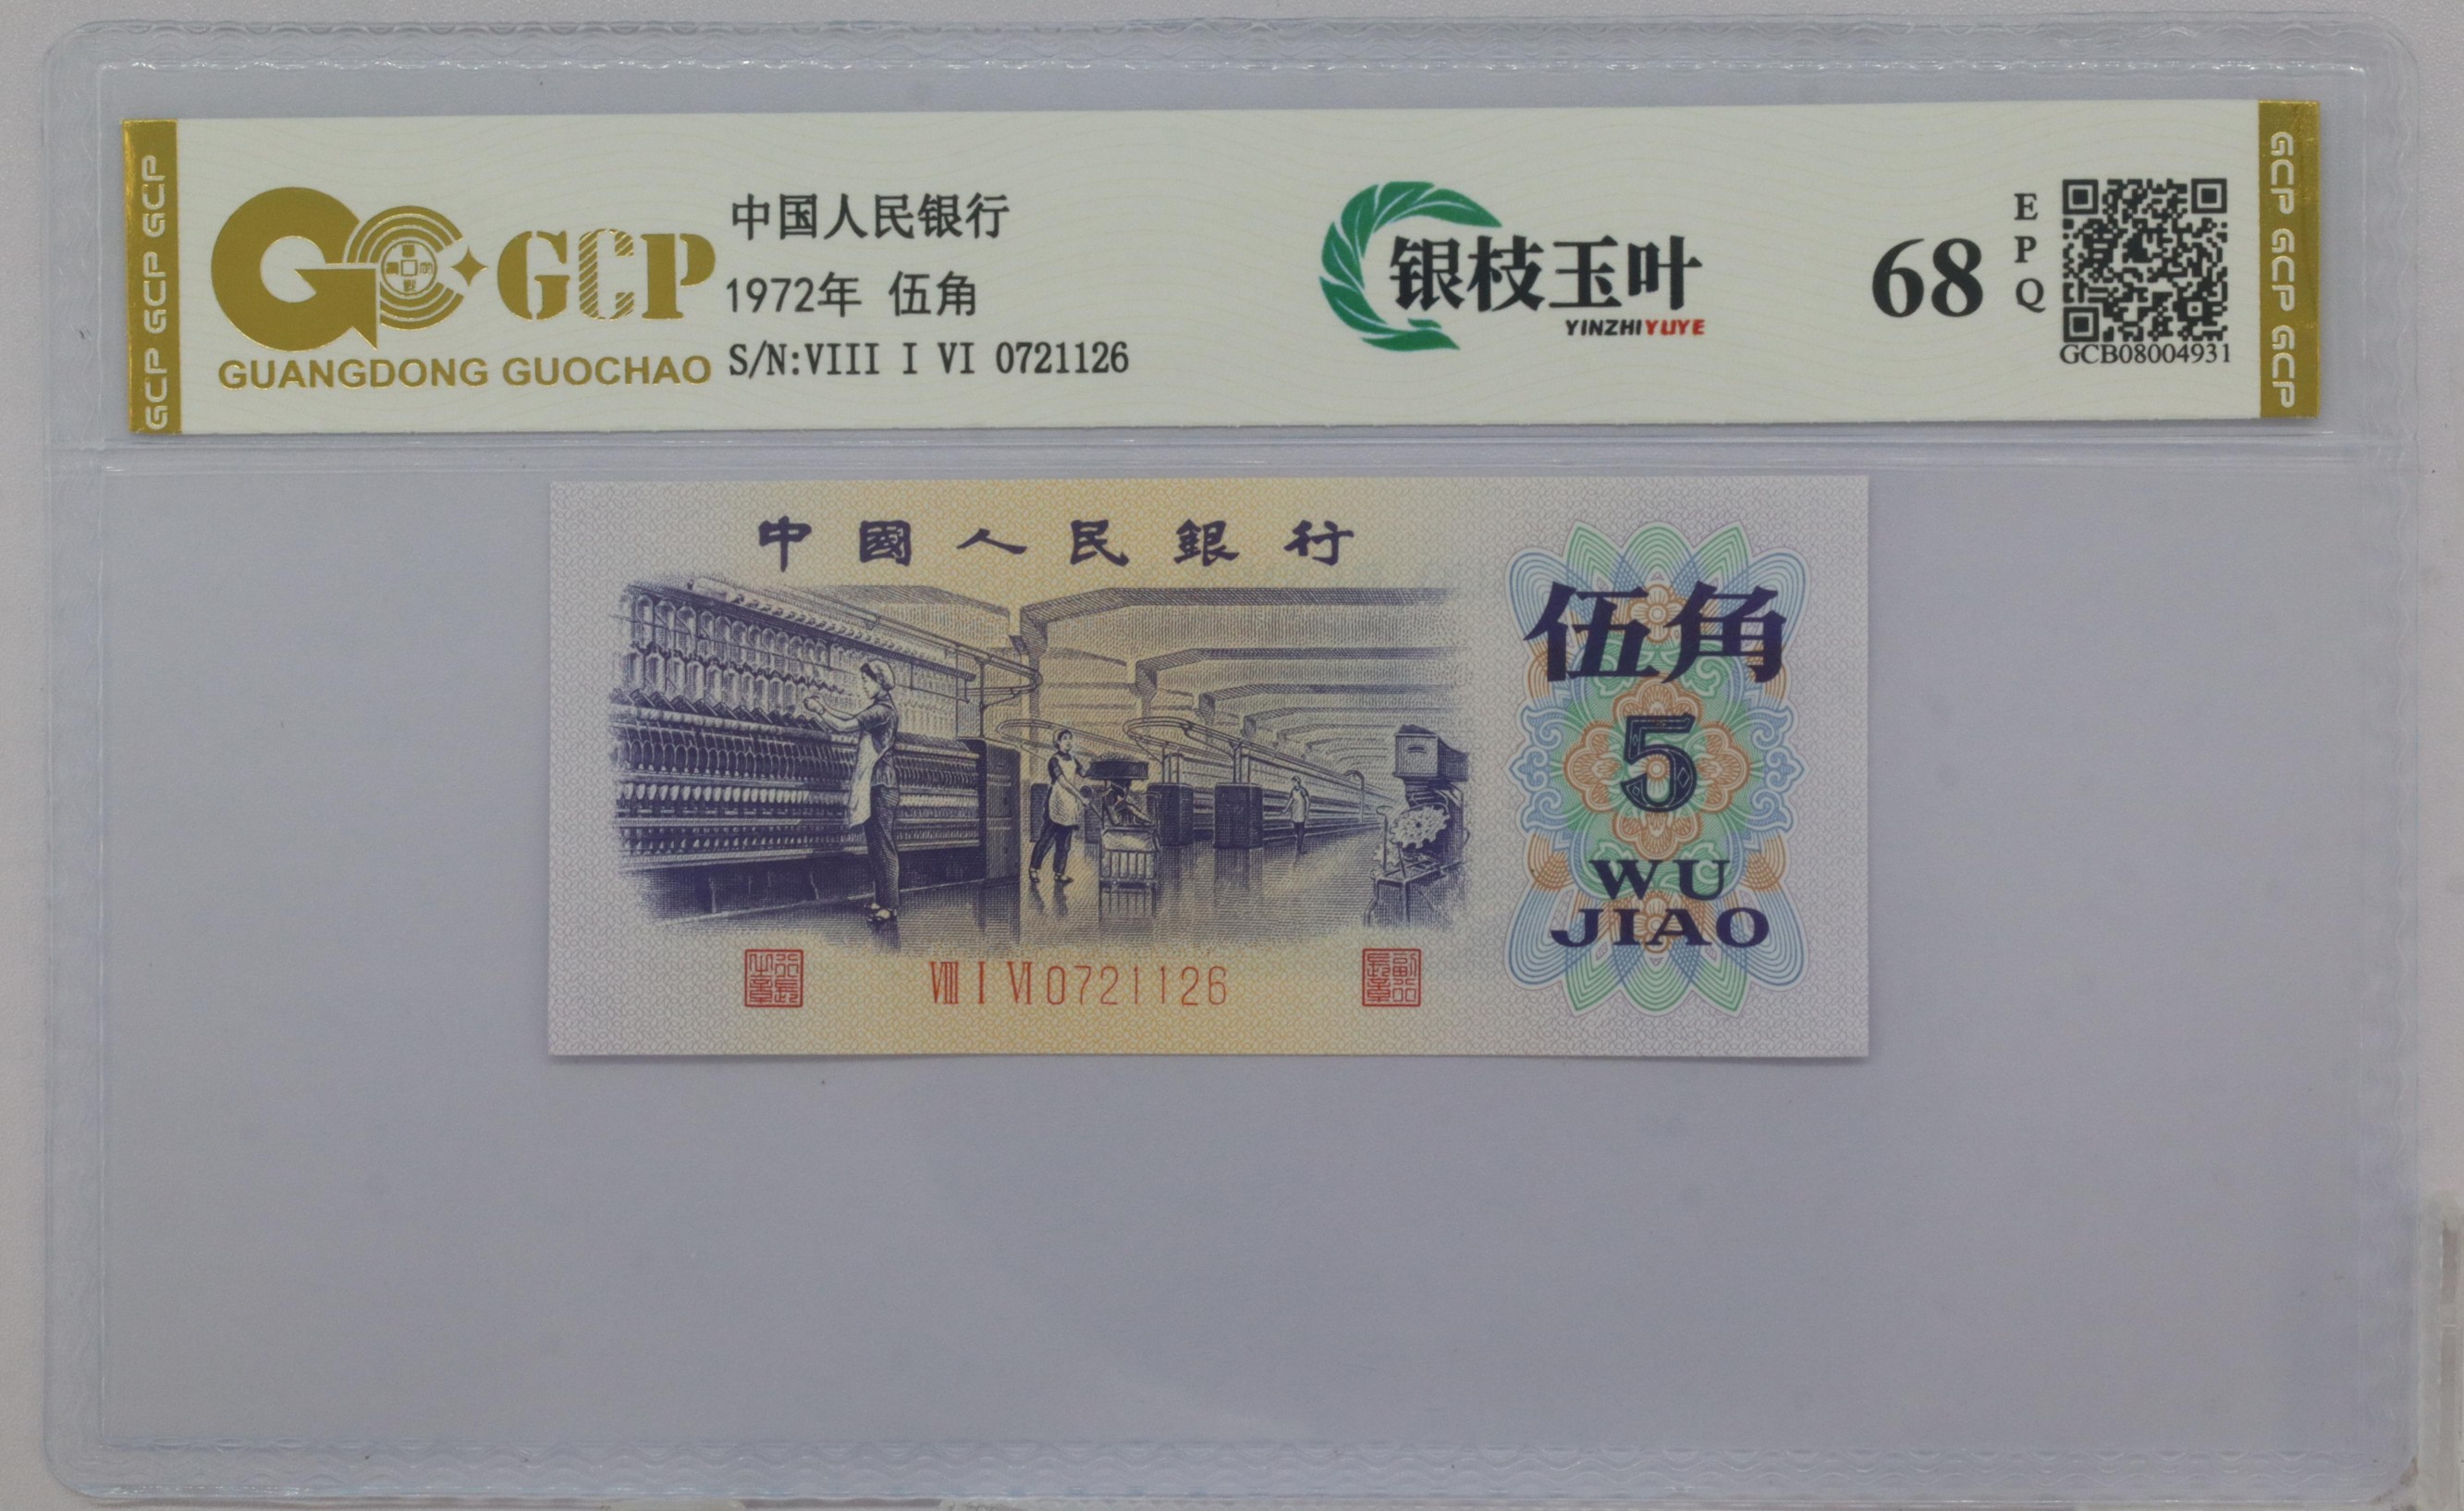 GCP GCP GCP
GCP
GUANGDONG GUOCHAO
中国人民银行
1972年 伍角
S/N:VIII I VI 0721126
银枝玉叶
YINZHIYUYE
68
EPQ
GCB08004931
GCP GCP GCP
中國人民銀行
伍角
5
WU
JIAO
VIII I VI 0721126